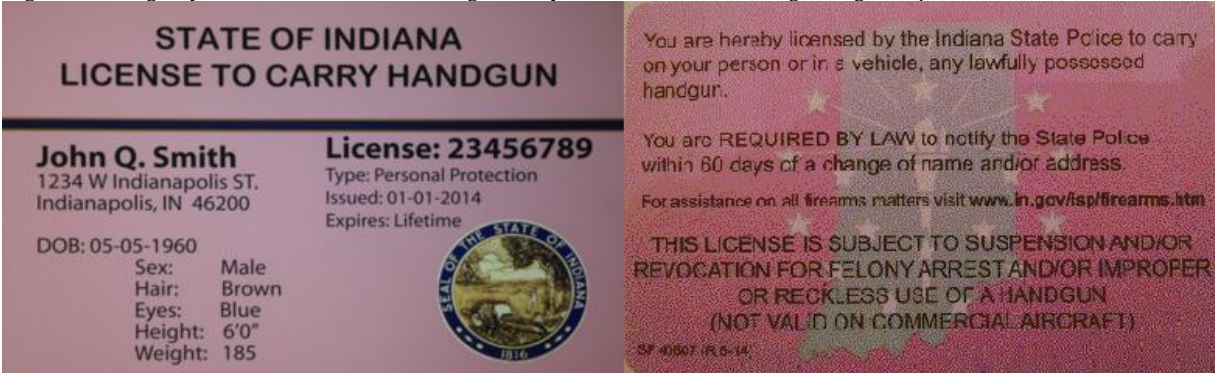 STATE OF INDIANA
LICENSE TO CARRY HANDGUN
John Q. Smith
1234 W Indianapolis ST.
Indianapolis, IN 46200
DOB: 05-05-1960
Sex: Male
Hair: Brown
Eyes: Blue
Height: 6'0"
Weight: 185
License: 23456789
Type: Personal Protection
Issued: 01-01-2014
Expires: Lifetime
SEAL OF THE STATE OF INDIANA
1816
You are hereby licensed by the Indiana State Police to carry
on your person or in a vehicle, any lawfully possessed
handgun.
You are REQUIRED BY LAW to notify the State Police
within 60 days of a change of name and/or address.
For assistance on all firearms matters visit www.in.gov/isp/firearms.htm
THIS LICENSE IS SUBJECT TO SUSPENSION AND/OR
REVOCATION FOR FELONY ARREST AND/OR IMPROPER
OR RECKLESS USE OF A HANDGUN
(NOT VALID ON COMMERCIAL AIRCRAFT)